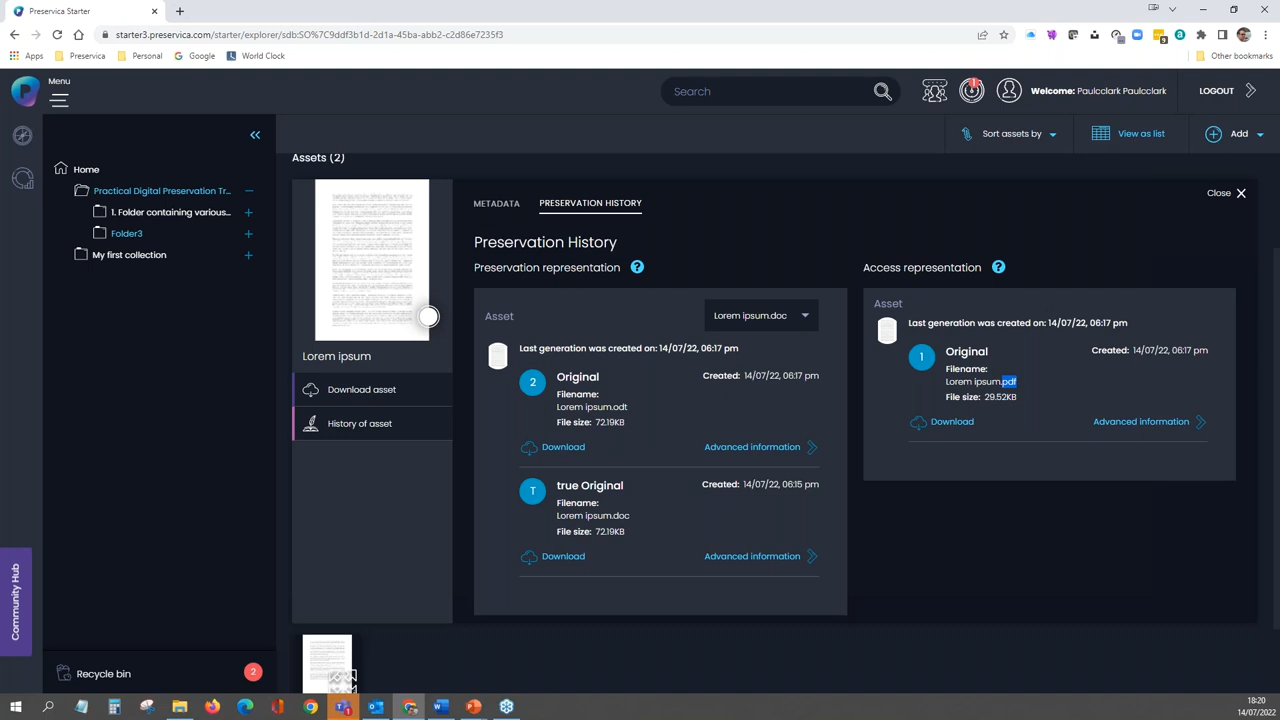 Preservica Starter
starter3.preservica.com/starter/explorer/sdb:SO%7C9ddf3b1d-2d1a-45ba-abb2-c2d86e7235f3
Apps Preservica Personal Google World Clock Other bookmarks
Menu
Search
Welcome: Paulcclark Paulcclark
LOGOUT
Sort assets by
View as list
Add
Home
Practical Digital Preservation Tr...
containing various...
Folder3
My first collection
Community Hub
Recycle bin
2
Assets (2)
Lorem ipsum
Download asset
History of asset
METADATA PRESERVATION HISTORY
Close
Preservation History
Preservation representation ?
Asset
Lorem ipsum.doc
Last generation was created on: 14/07/22, 06:17 pm
2
Original
Created: 14/07/22, 06:17 pm
Filename:
Lorem ipsum.odt
File size: 72.19KB
Download
Advanced information
T
true Original
Created: 14/07/22, 06:15 pm
Filename:
Lorem ipsum.doc
File size: 72.19KB
Download
Advanced information
Access representation ?
Asset
Last generation was created on: 14/07/22, 06:17 pm
1
Original
Created: 14/07/22, 06:17 pm
Filename:
Lorem ipsum.pdf
File size: 29.52KB
Download
Advanced information
18:20
14/07/2022